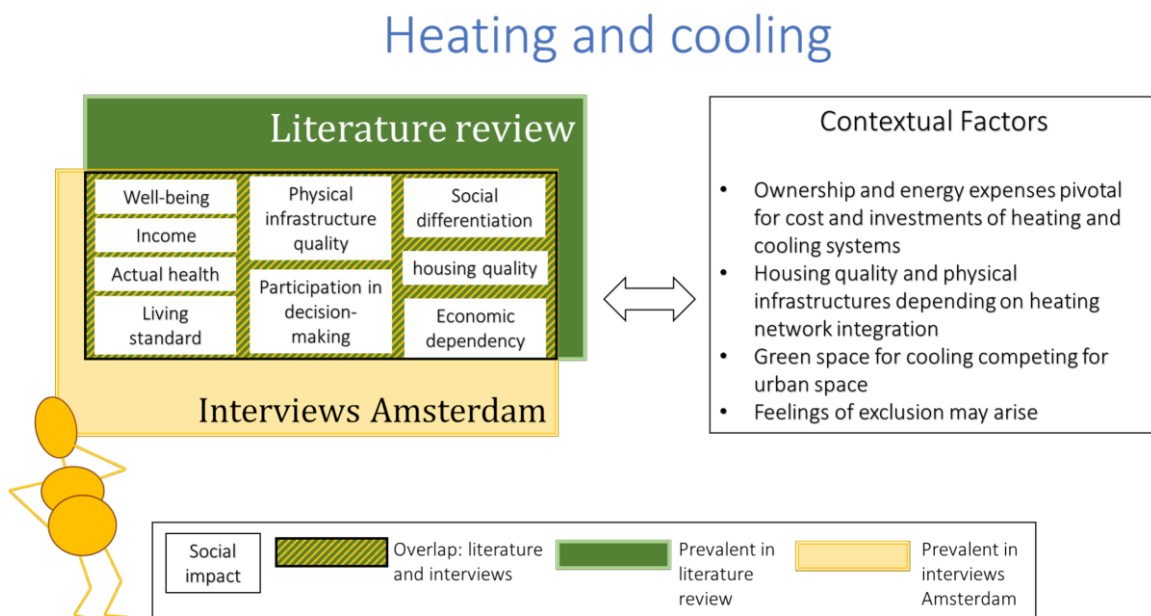 Heating and cooling
Literature review
Well-being
Income
Actual health
Living
standard
Physical
infrastructure
quality
Participation in
decision-
making
Social
differentiation
housing quality
Economic
dependency
Interviews Amsterdam
Contextual Factors
• Ownership and energy expenses pivotal
for cost and investments of heating and
cooling systems
• Housing quality and physical
infrastructures depending on heating
network integration
• Green space for cooling competing for
urban space
• Feelings of exclusion may arise
Social
impact
Overlap: literature
and interviews
Prevalent in
literature
review
Prevalent in
interviews
Amsterdam